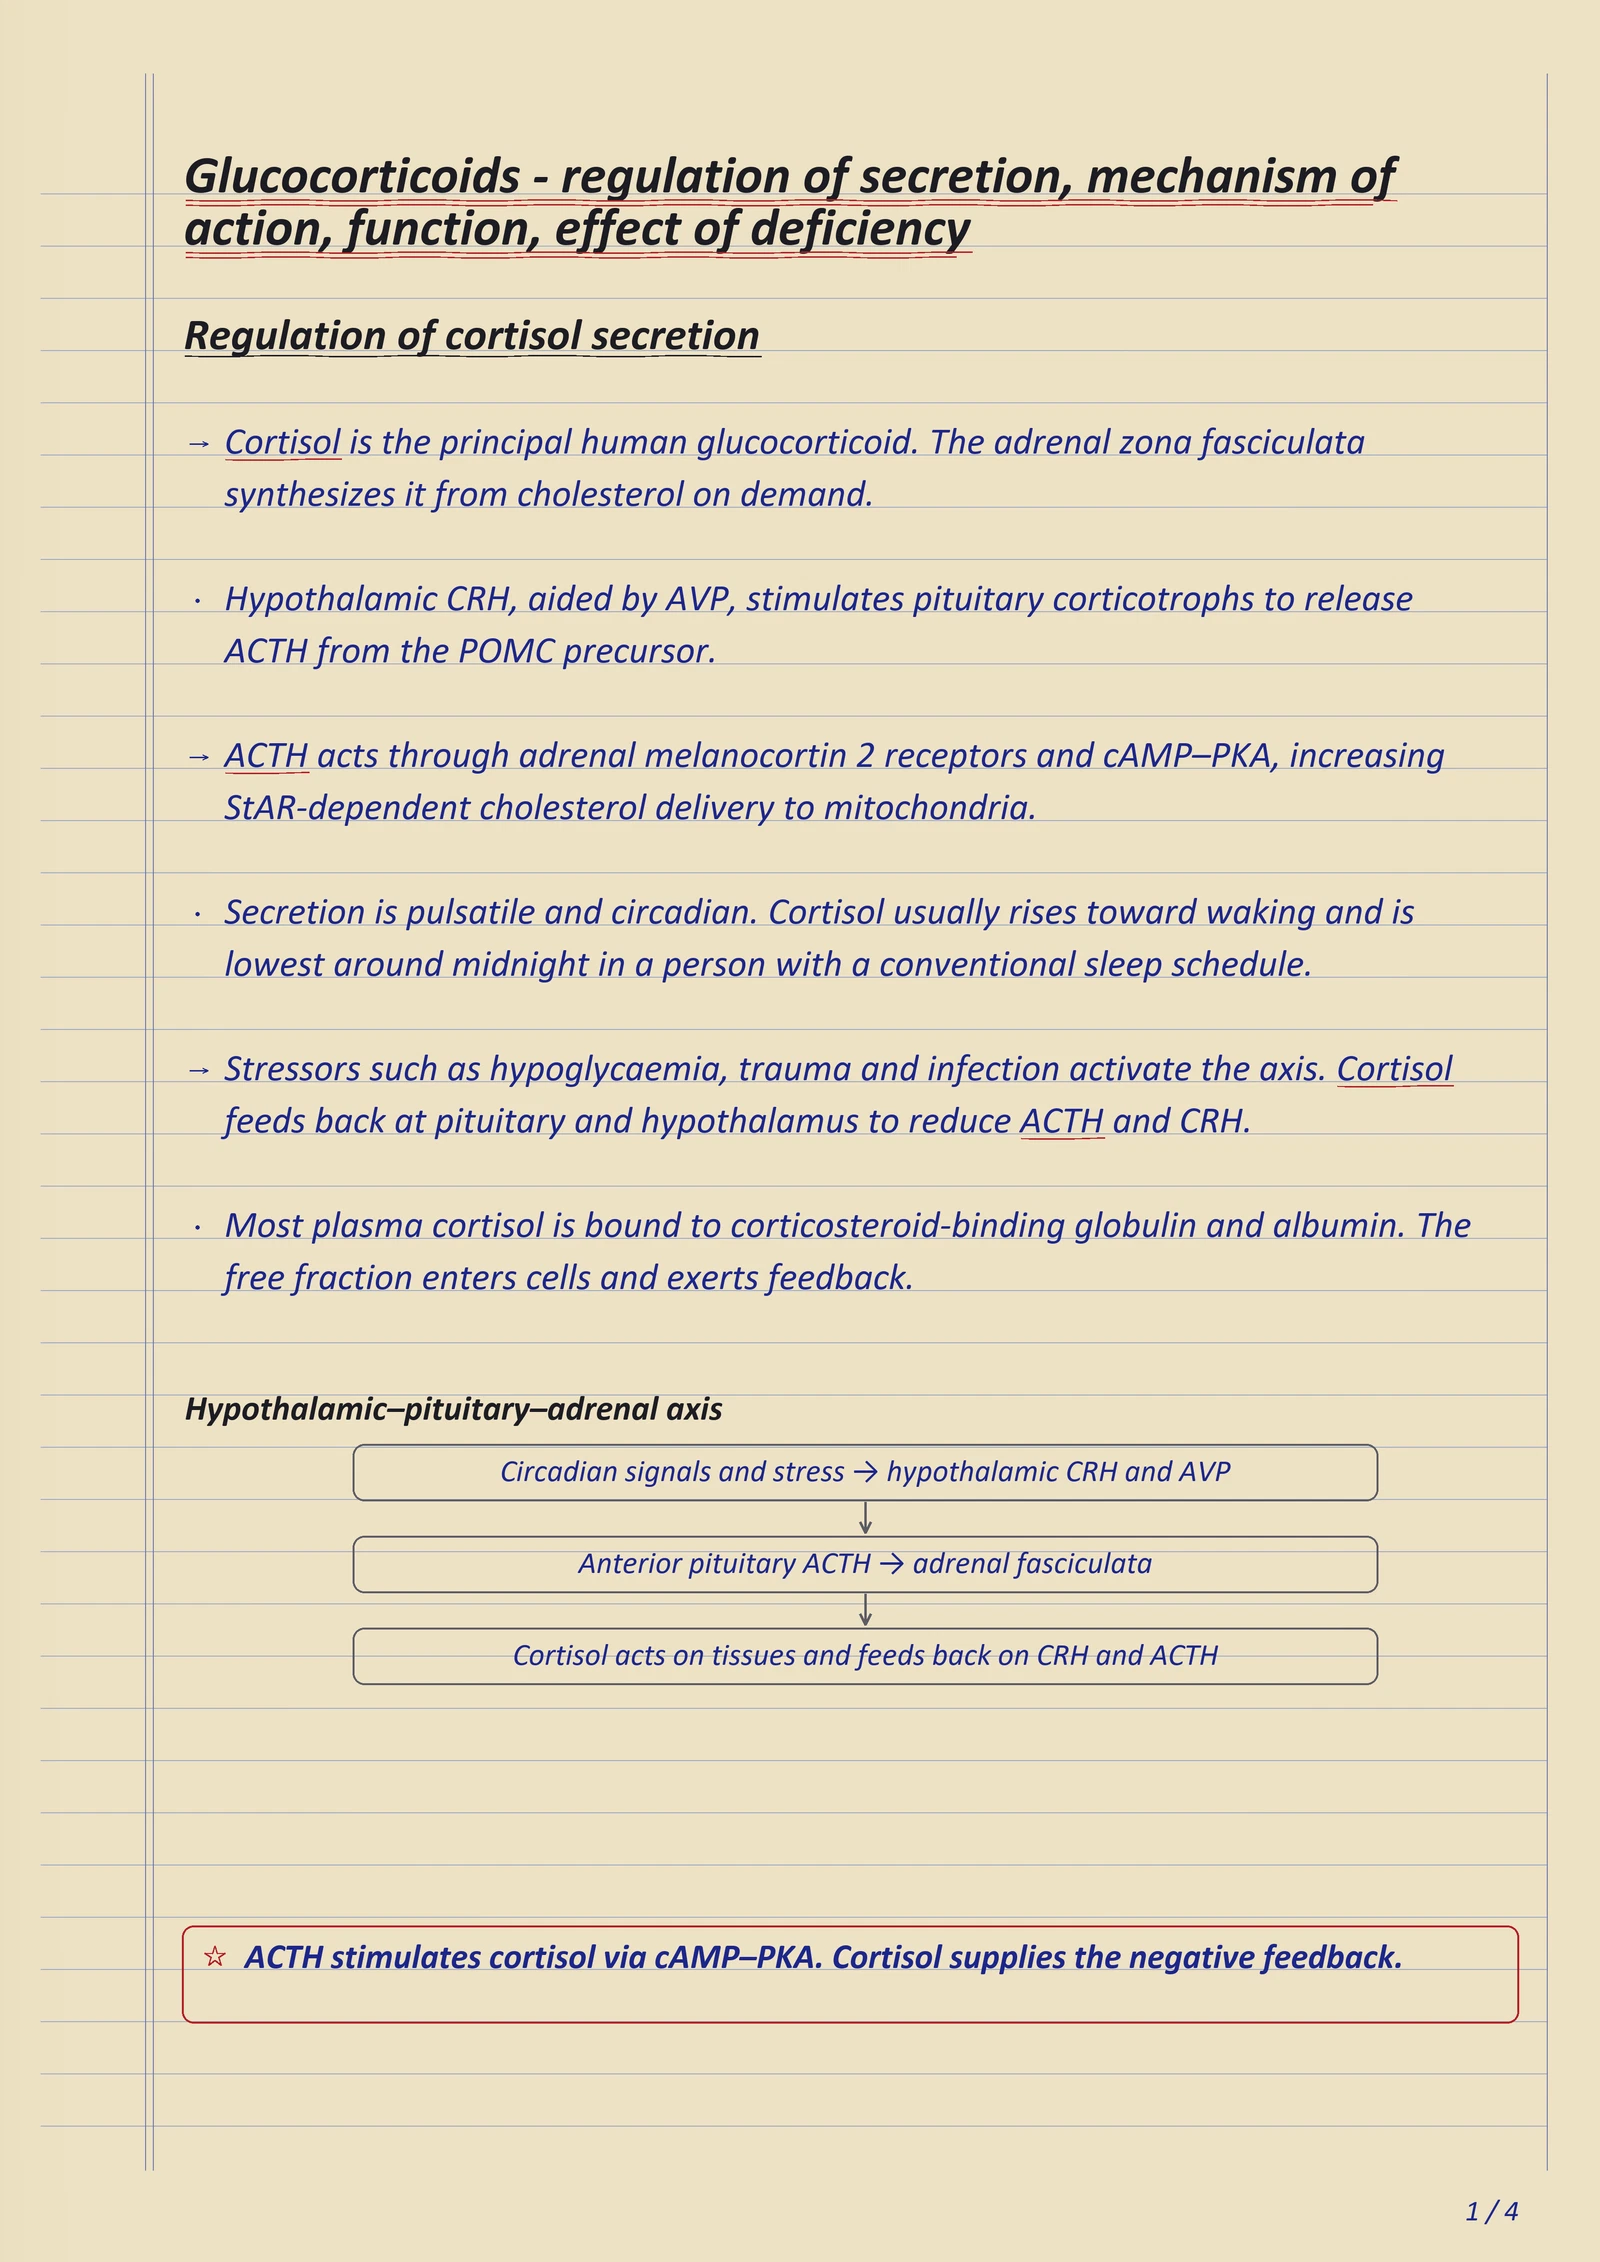 Glucocorticoids - regulation of secretion, mechanism of
action, function, effect of deficiency
Regulation of cortisol secretion
→ Cortisol is the principal human glucocorticoid. The adrenal zona fasciculata
synthesizes it from cholesterol on demand.
· Hypothalamic CRH, aided by AVP, stimulates pituitary corticotrophs to release
ACTH from the POMC precursor.
→ ACTH acts through adrenal melanocortin 2 receptors and cAMP–PKA, increasing
StAR-dependent cholesterol delivery to mitochondria.
· Secretion is pulsatile and circadian. Cortisol usually rises toward waking and is
lowest around midnight in a person with a conventional sleep schedule.
→ Stressors such as hypoglycaemia, trauma and infection activate the axis. Cortisol
feeds back at pituitary and hypothalamus to reduce ACTH and CRH.
· Most plasma cortisol is bound to corticosteroid-binding globulin and albumin. The
free fraction enters cells and exerts feedback.
Hypothalamic–pituitary–adrenal axis
Circadian signals and stress → hypothalamic CRH and AVP
Anterior pituitary ACTH → adrenal fasciculata
Cortisol acts on tissues and feeds back on CRH and ACTH
☆ ACTH stimulates cortisol via cAMP–PKA. Cortisol supplies the negative feedback.
1 / 4